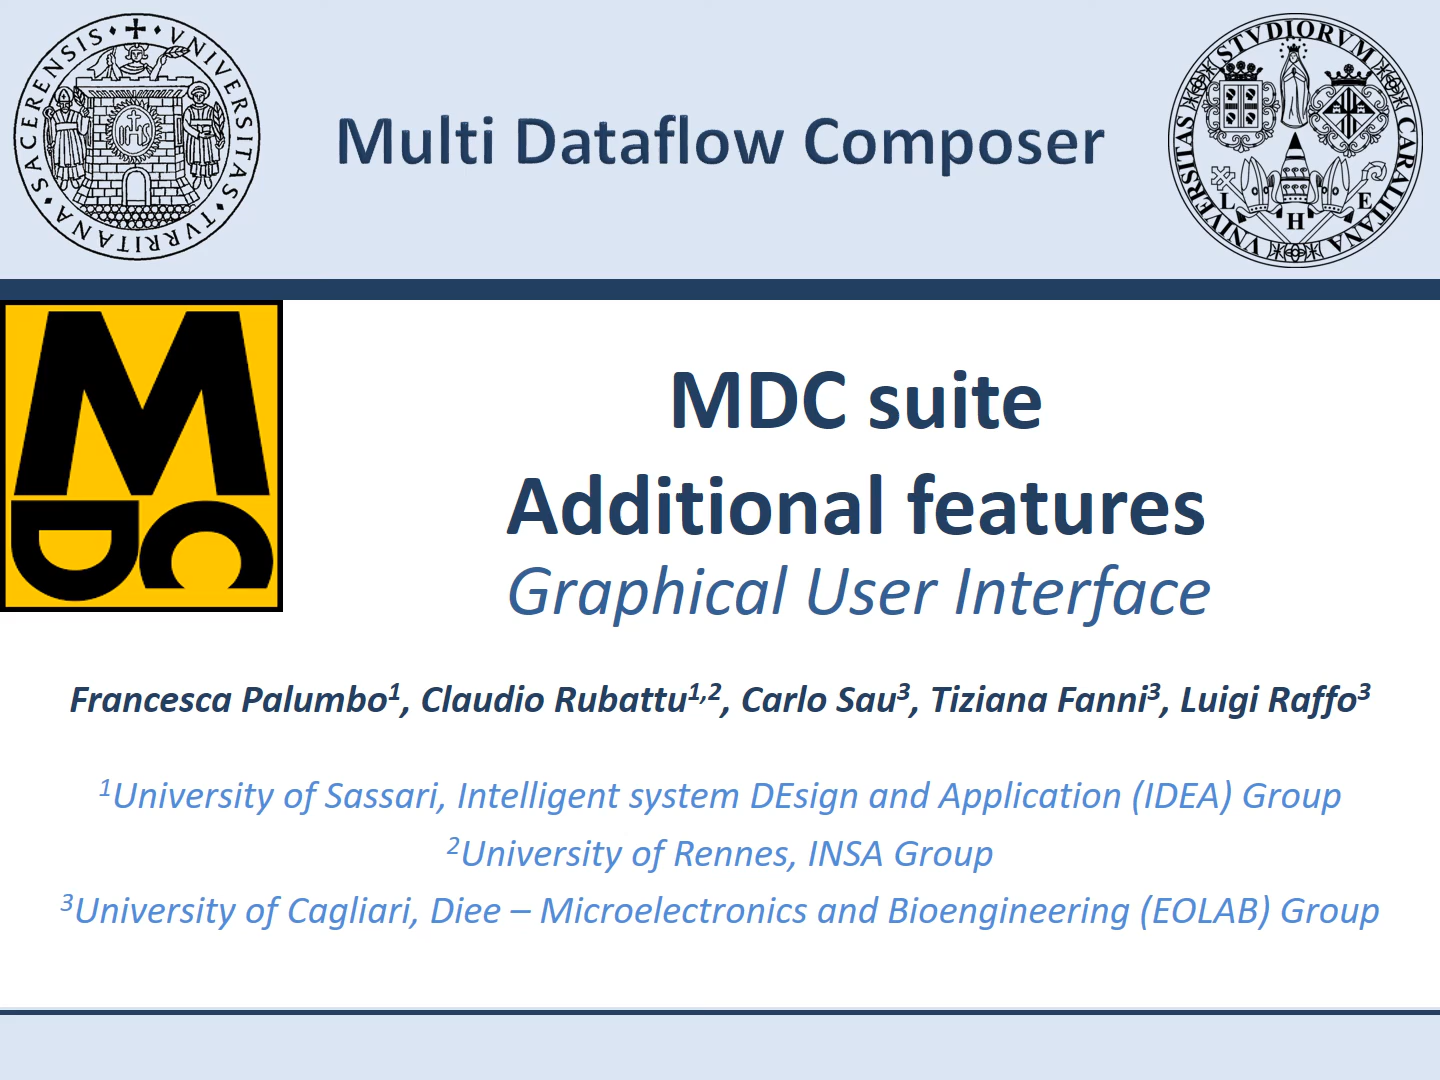 SACERENSIS · VNIVERSITAS · TVRRITANA
Multi Dataflow Composer
STVDIORVM VNIVERSITAS CARALITANA
L H E
MDC
MDC suite
Additional features
Graphical User Interface
Francesca Palumbo1, Claudio Rubattu1,2, Carlo Sau3, Tiziana Fanni3, Luigi Raffo3
1University of Sassari, Intelligent system DEsign and Application (IDEA) Group
2University of Rennes, INSA Group
3University of Cagliari, Diee – Microelectronics and Bioengineering (EOLAB) Group